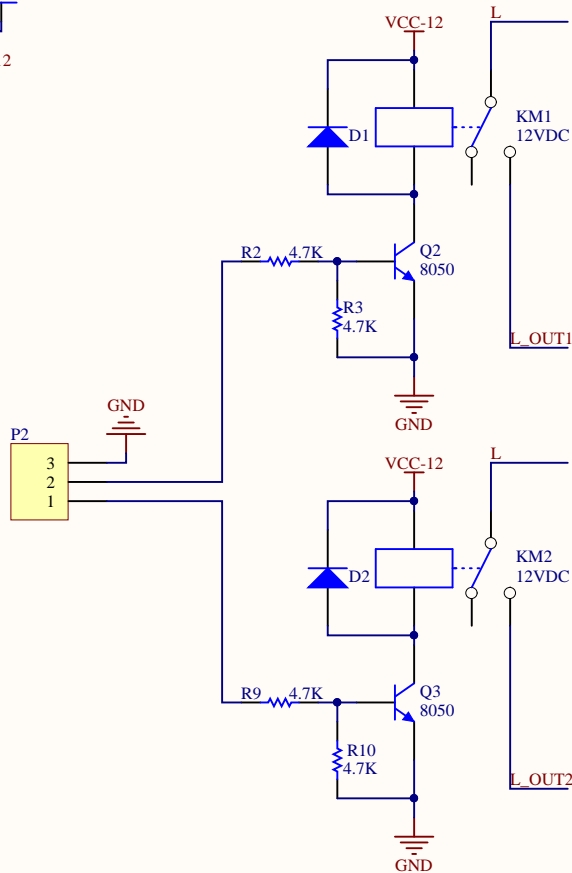 2
VCC-12
L
D1
KM1
12VDC
R2 4.7K
Q2
8050
R3
4.7K
L_OUT1
GND
GND
P2
3
2
1
VCC-12
L
D2
KM2
12VDC
R9 4.7K
Q3
8050
R10
4.7K
L_OUT2
GND